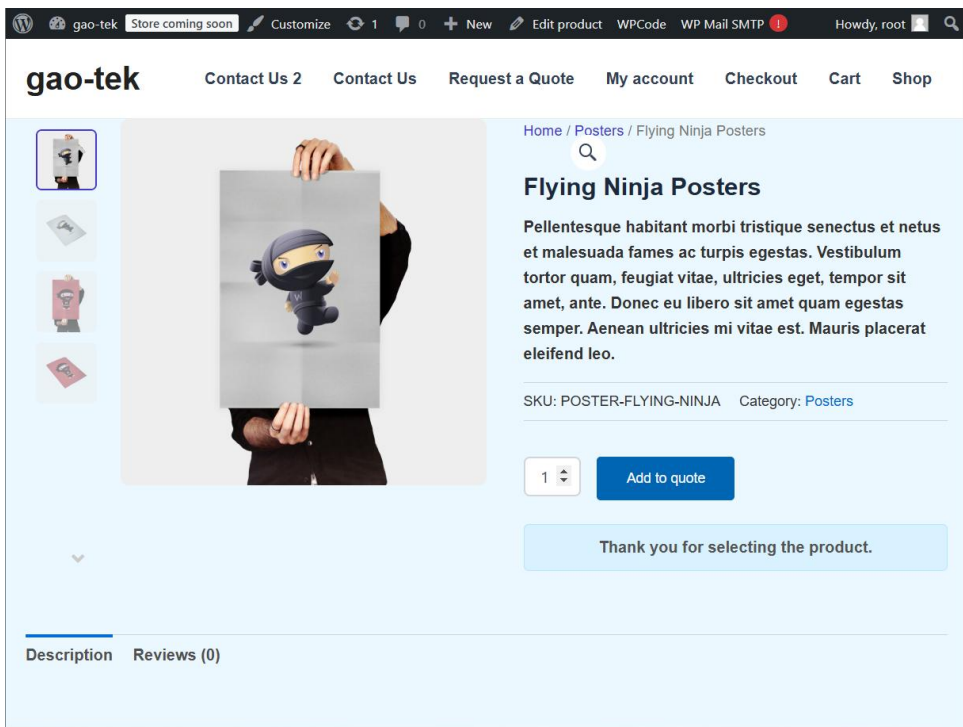 gao-tek Store coming soon Customize 1 0 New Edit product WPCode WP Mail SMTP ! Howdy, root
gao-tek Contact Us 2 Contact Us Request a Quote My account Checkout Cart Shop
Home / Posters / Flying Ninja Posters
Flying Ninja Posters
Pellentesque habitant morbi tristique senectus et netus
et malesuada fames ac turpis egestas. Vestibulum
tortor quam, feugiat vitae, ultricies eget, tempor sit
amet, ante. Donec eu libero sit amet quam egestas
semper. Aenean ultricies mi vitae est. Mauris placerat
eleifend leo.
SKU: POSTER-FLYING-NINJA Category: Posters
W
1 Add to quote
Thank you for selecting the product.
Description Reviews (0)